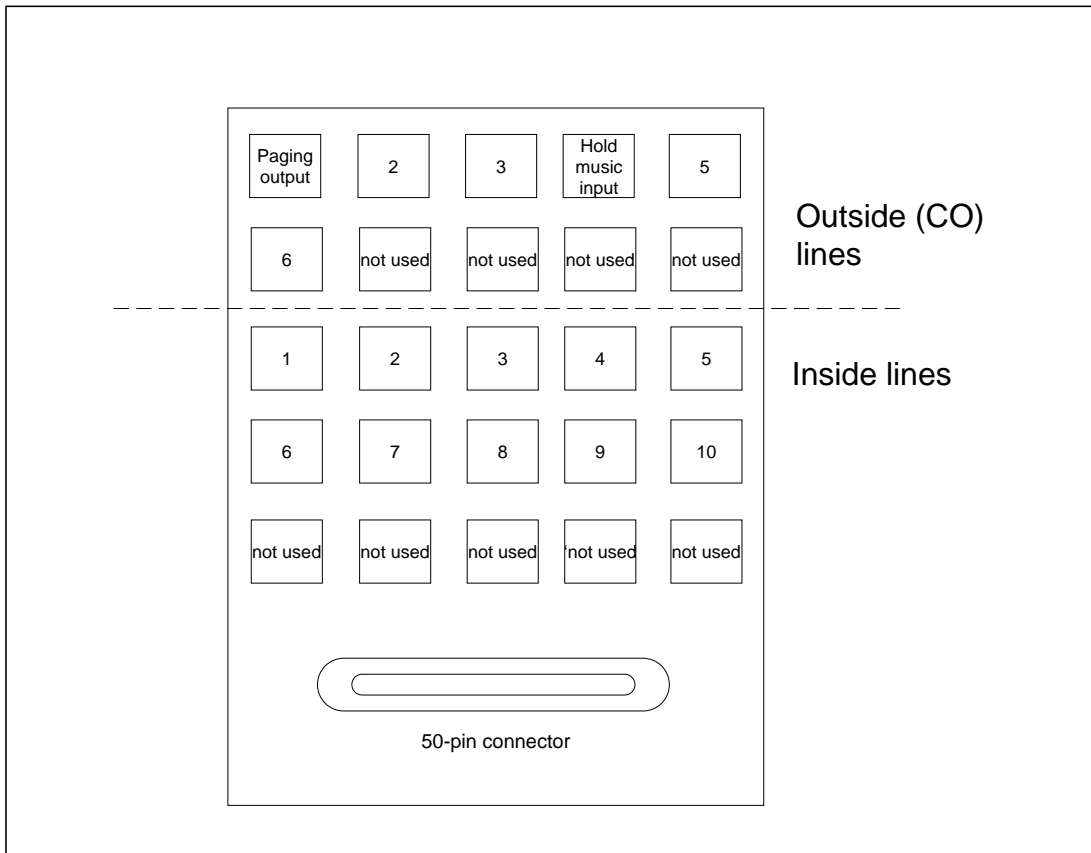 Paging
output
2
3
Hold
music
input
5
Outside (CO)
lines
6
not used
not used
not used
not used
1
2
3
4
5
Inside lines
6
7
8
9
10
not used
not used
not used
'not used
not used
50-pin connector